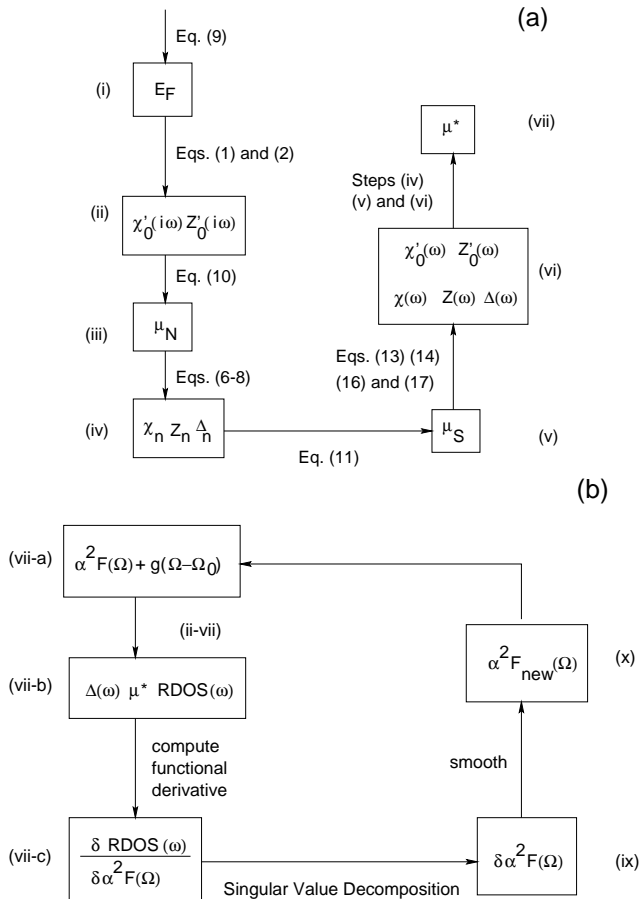 (a)
Eq. (9)
(i)
E_F
Eqs. (1) and (2)
(ii)
χ'_0(iω) Z'_0(iω)
Eq. (10)
(iii)
μ_N
Eqs. (6-8)
(iv)
χ_n Z_n Δ_n
Eq. (11)
μ_S
(v)
Eqs. (13) (14)
(16) and (17)
χ'_0(ω) Z'_0(ω)
χ(ω) Z(ω) Δ(ω)
(vi)
Steps (iv)
(v) and (vi)
μ*
(vii)
(b)
(vii-a)
α²F(Ω)+ g(Ω−Ω_0)
(ii-vii)
(vii-b)
Δ(ω) μ* RDOS(ω)
compute
functional
derivative
(vii-c)
δ RDOS(ω)
δα²F(Ω)
Singular Value Decomposition
δα²F(Ω)
(ix)
smooth
α²F_new(Ω)
(x)